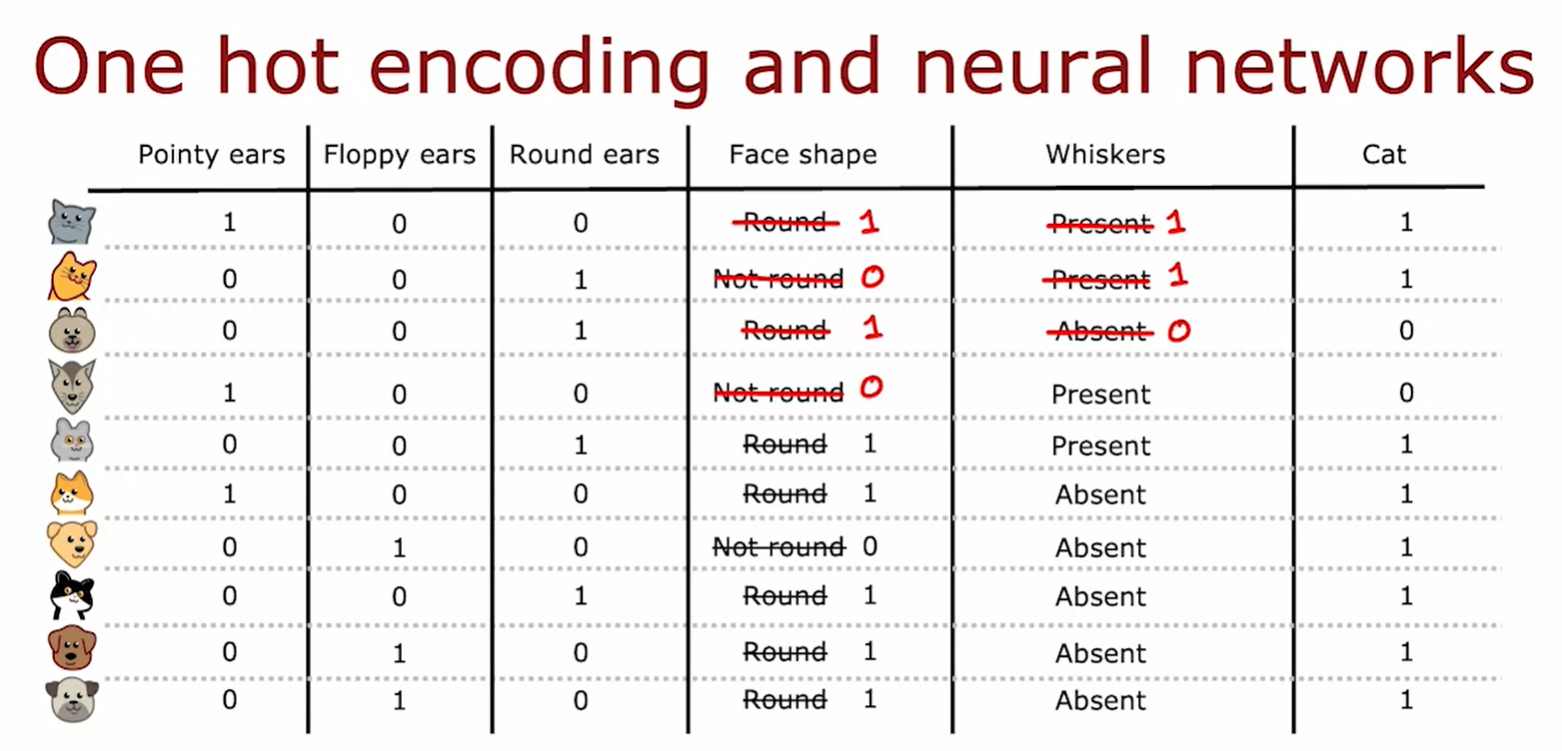 One hot encoding and neural networks
Pointy ears Floppy ears Round ears Face shape Whiskers Cat
1 0 0 Round 1 Present 1 1
0 0 1 Not round 0 Present 1 1
0 0 1 Round 1 Absent 0 0
1 0 0 Not round 0 Present 0
0 0 1 Round 1 Present 1
1 0 0 Round 1 Absent 1
0 1 0 Not round 0 Absent 1
0 0 1 Round 1 Absent 1
0 1 0 Round 1 Absent 1
0 1 0 Round 1 Absent 1